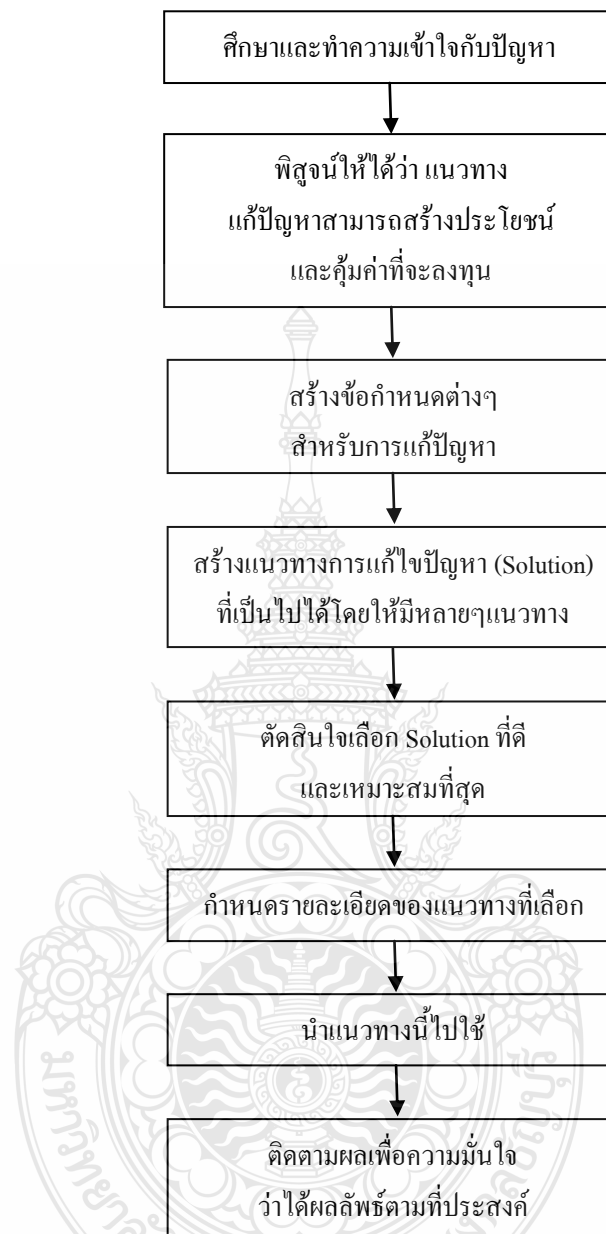 ศึกษาและทำความเข้าใจกับปัญหา
พิสูจน์ให้ได้ว่า แนวทาง
แก้ปัญหาสามารถสร้างประโยชน์
และคุ้มค่าที่จะลงทุน
สร้างข้อกำหนดต่างๆ
สำหรับการแก้ปัญหา
สร้างแนวทางการแก้ไขปัญหา (Solution)
ที่เป็นไปได้โดยให้มีหลายๆแนวทาง
ตัดสินใจเลือก Solution ที่ดี
และเหมาะสมที่สุด
กำหนดรายละเอียดของแนวทางที่เลือก
นำแนวทางนี้ไปใช้
ติดตามผลเพื่อความมั่นใจ
ว่าได้ผลลัพธ์ตามที่ประสงค์